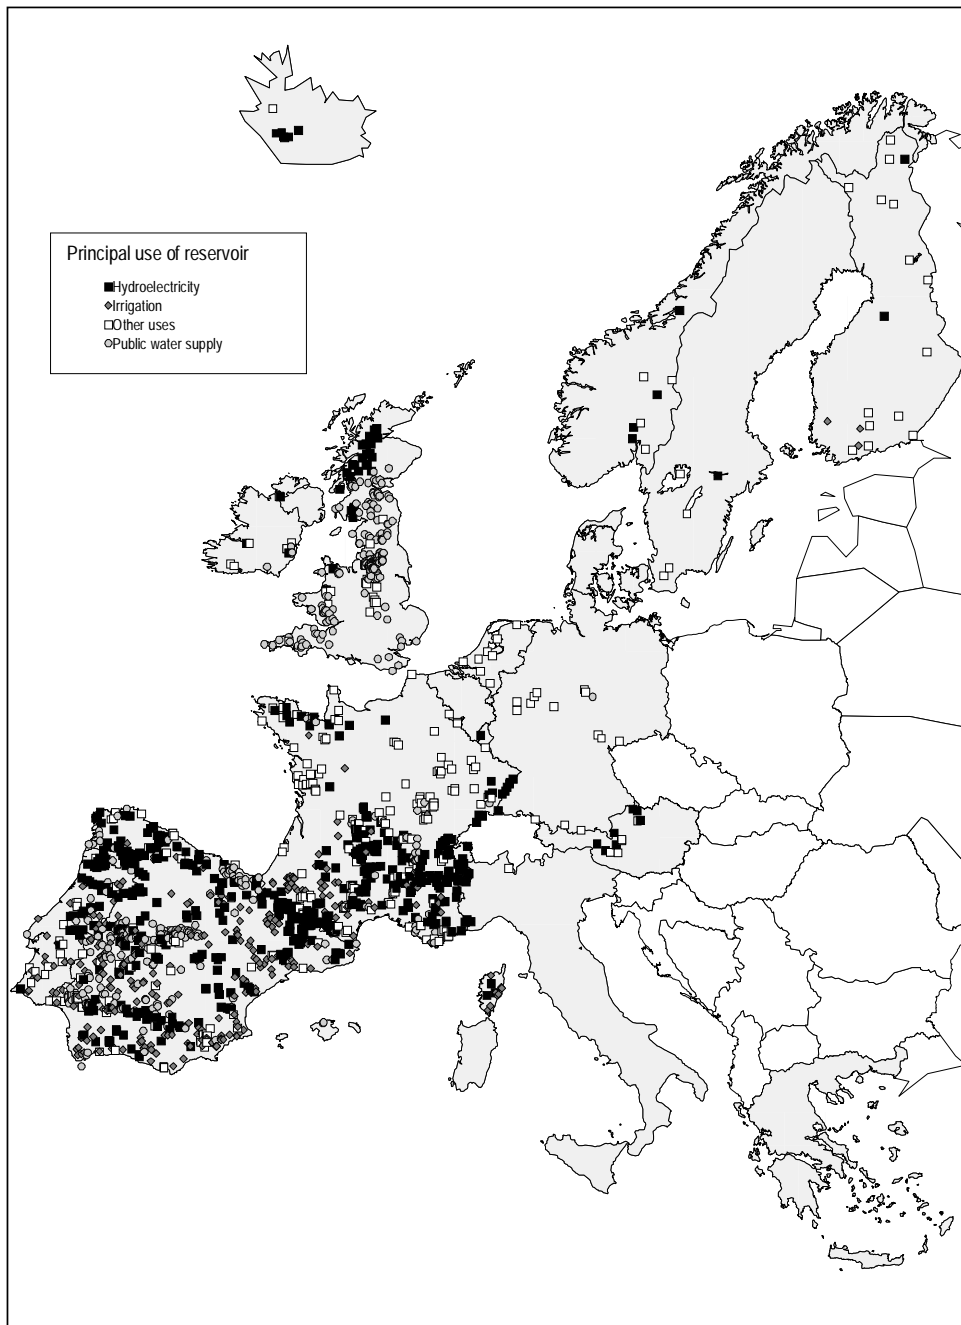 Principal use of reservoir
Hydroelectricity
Irrigation
Other uses
Public water supply